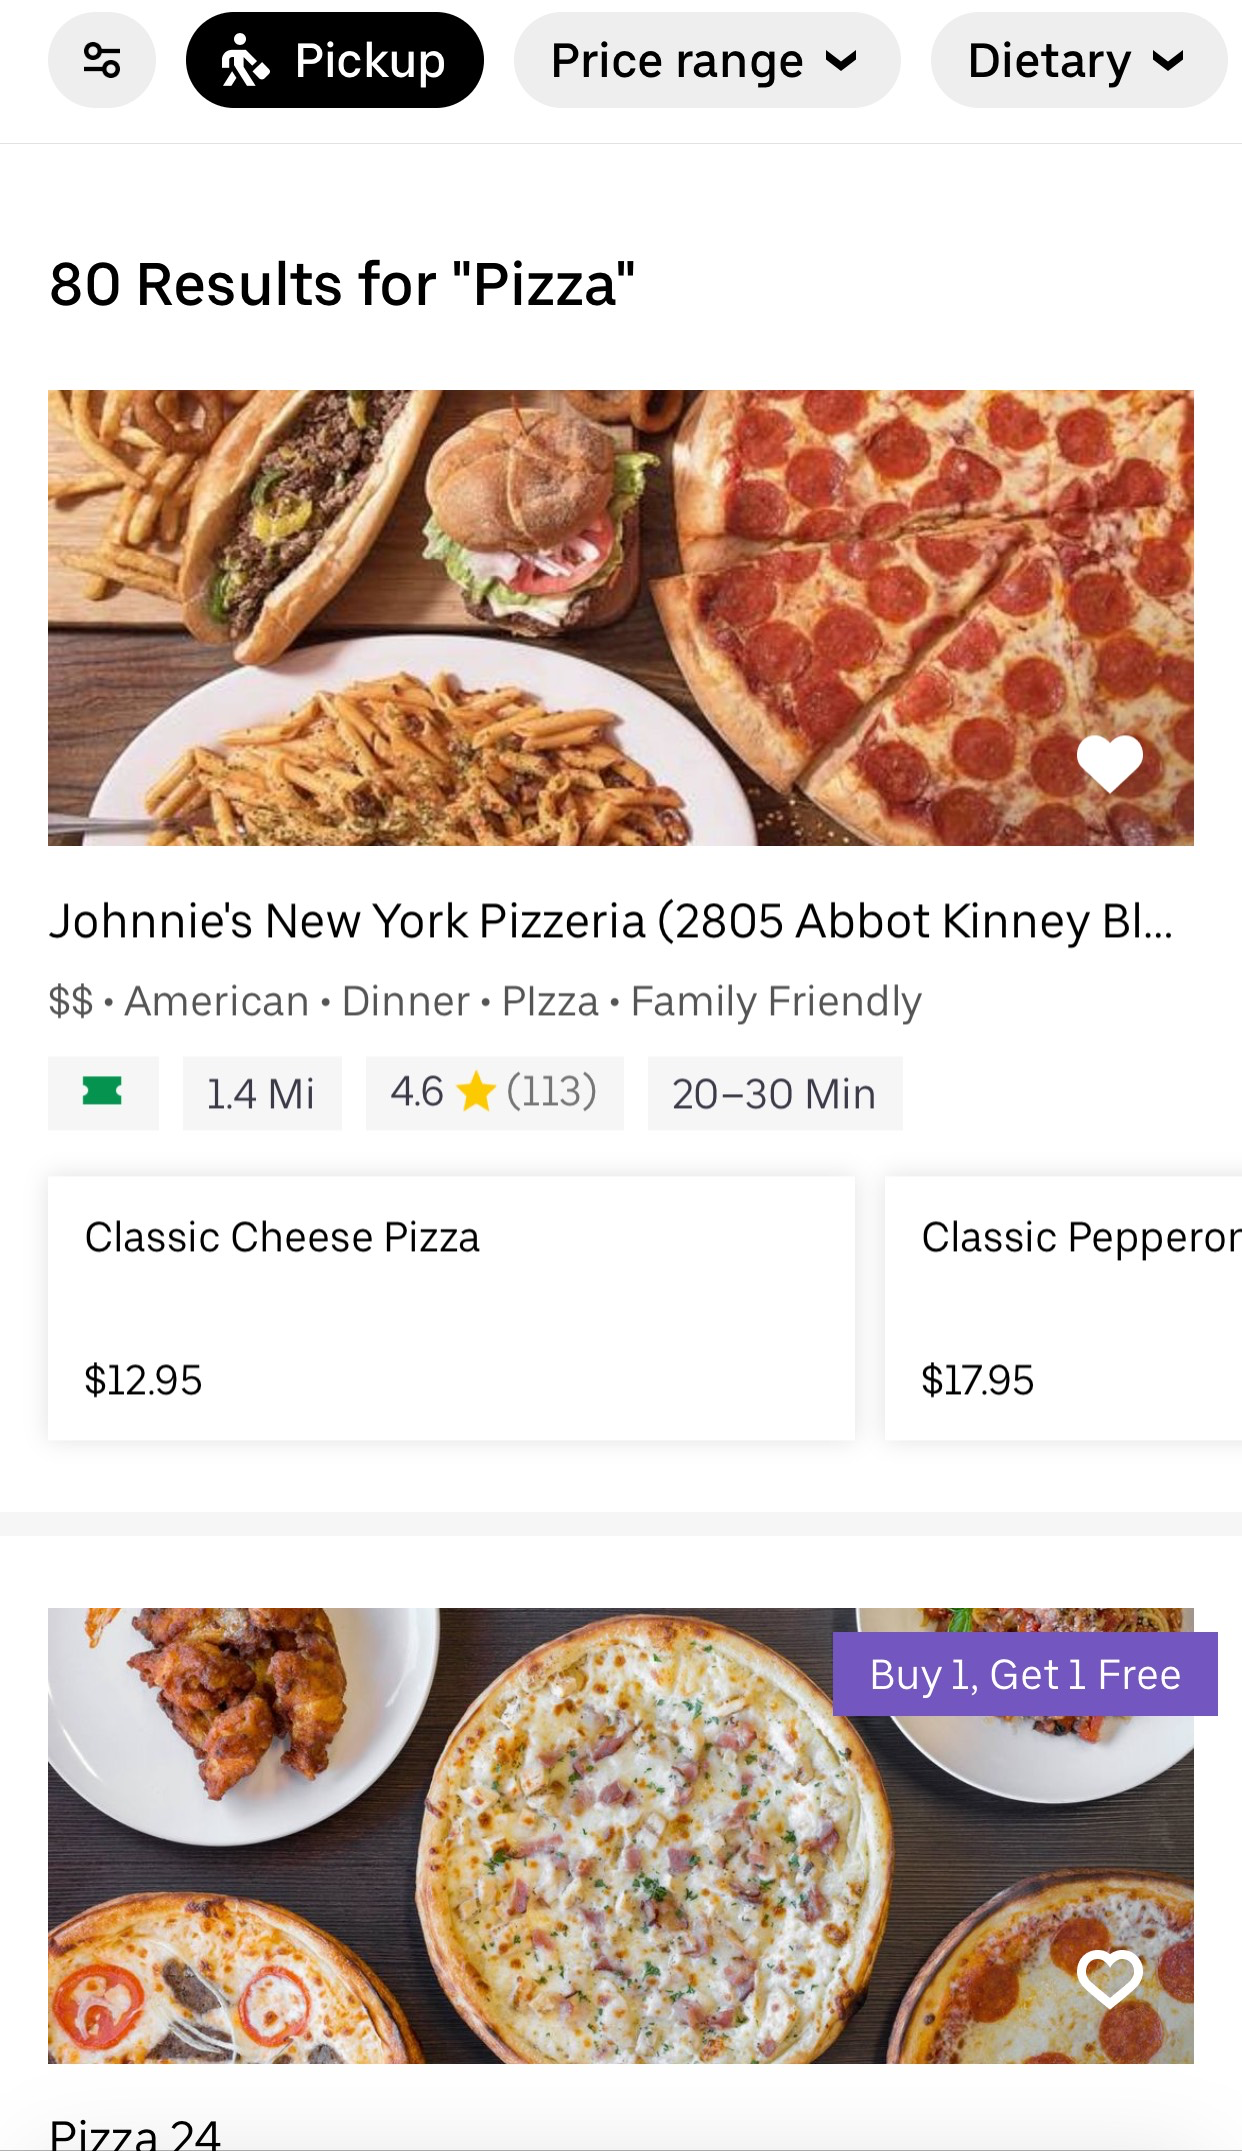 Pickup Price range Dietary
80 Results for "Pizza"
Johnnie's New York Pizzeria (2805 Abbot Kinney Bl...
$$ • American • Dinner • PIzza • Family Friendly
1.4 Mi 4.6 (113) 20–30 Min
Classic Cheese Pizza Classic Pepperon
$12.95 $17.95
Buy 1, Get 1 Free
Pizza 24